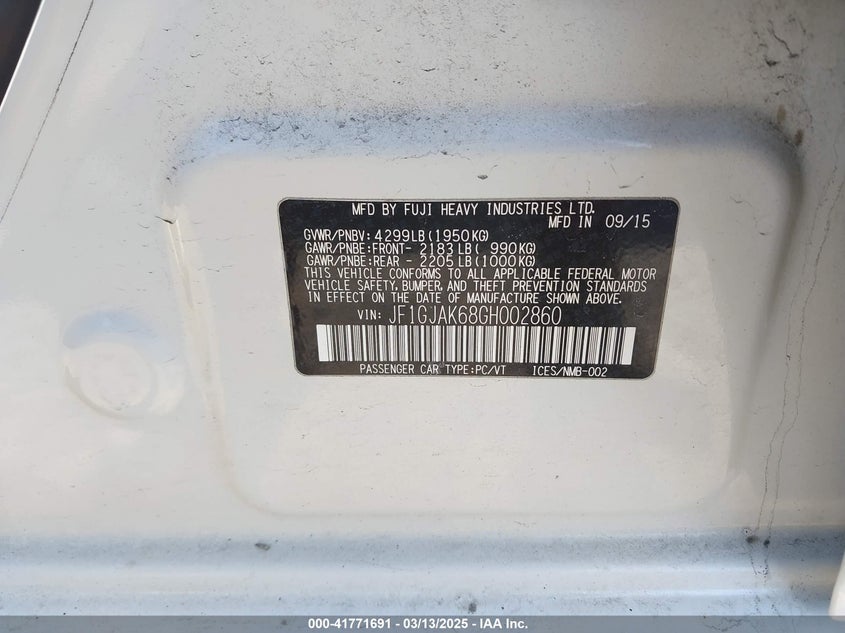 MFD BY FUJI HEAVY INDUSTRIES LTD.
MFD IN 09/15
GVWR/PNBV: 4299LB (1950KG)
GAWR/PNBE:FRONT- 2183LB( 990KG)
GAWR/PNBE:REAR - 2205LB(1000KG)
THIS VEHICLE CONFORMS TO ALL APPLICABLE FEDERAL MOTOR
VEHICLE SAFETY, BUMPER, AND THEFT PREVENTION STANDARDS
IN EFFECT ON THE DATE OF MANUFACTURE SHOWN ABOVE.
VIN: JF1GJAK68GH002860
PASSENGER CAR TYPE:PC/VT ICES/NMB-002
000-41771691 - 03/13/2025 - IAA Inc.